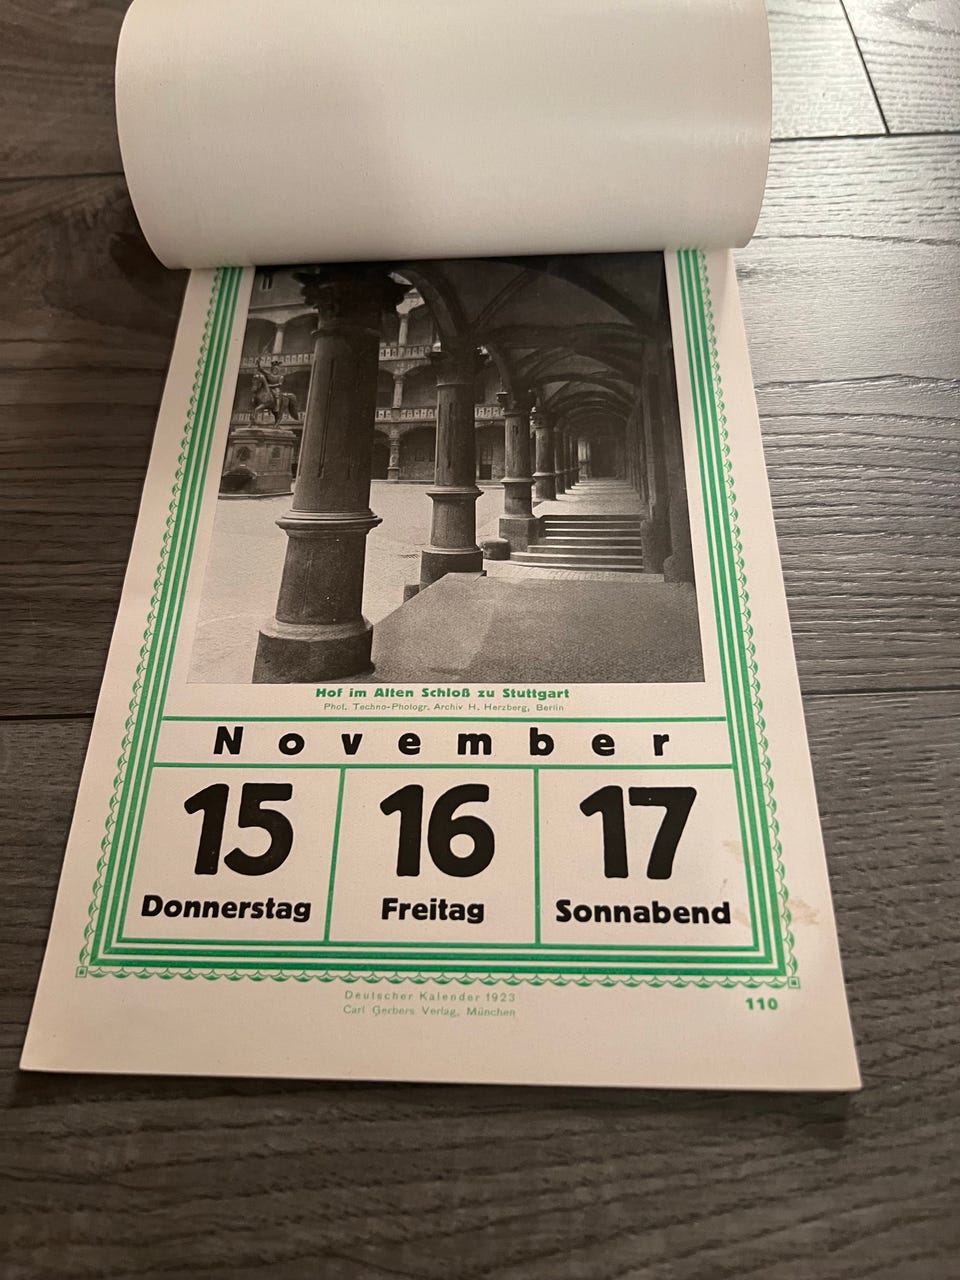 Hof im Alten Schloß zu Stuttgart
Phot. Techno-Photogr. Archiv H. Herzberg, Berlin
November
15 16 17
Donnerstag Freitag Sonnabend
Deutscher Kalender 1923
Carl Gerbers Verlag, München
110